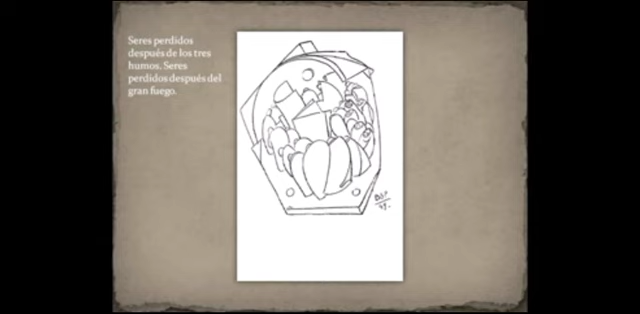 Seres perdidos
después de los tres
humos. Seres
perdidos después del
gran fuego.